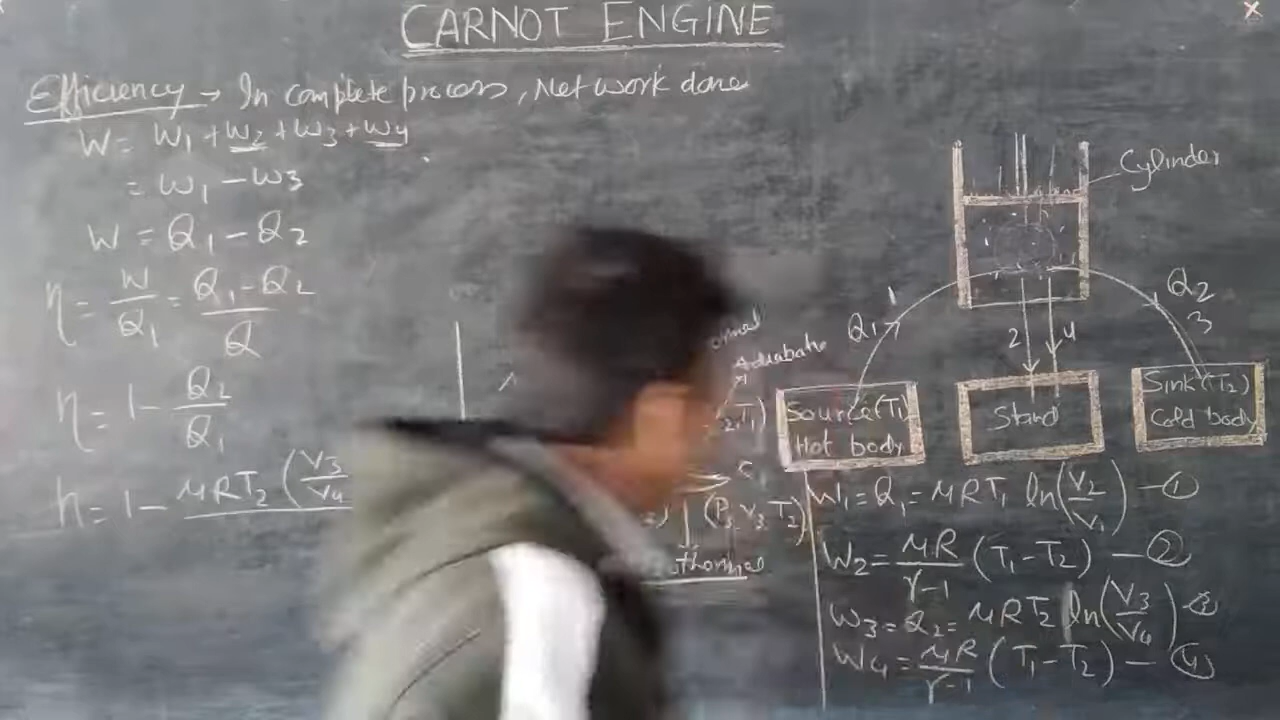 CARNOT ENGINE
Efficiency → In complete process, Net work done
W = W₁ + W₂ + W₃ + W₄
= W₁ - W₃
W = Q₁ - Q₂
η = W/Q₁ = (Q₁ - Q₂)/Q
η = 1 - Q₂/Q₁
η = 1 - μRT₂ (V₃/V₄
Cylinder
Q₁
1
2
4
Q₂
3
Adiabatic
Source (T₁)
Hot body
Stand
Sink (T₂)
Cold body
T₁)
C
(P₃, V₃, T₂)
W₁ = Q₁ = μRT₁ ln(V₂/V₁) — ①
W₂ = μR/(γ-1) (T₁ - T₂) — ②
W₃ = Q₂ = μRT₂ ln(V₃/V₄) — ③
W₄ = μR/(γ-1) (T₁ - T₂) — ④